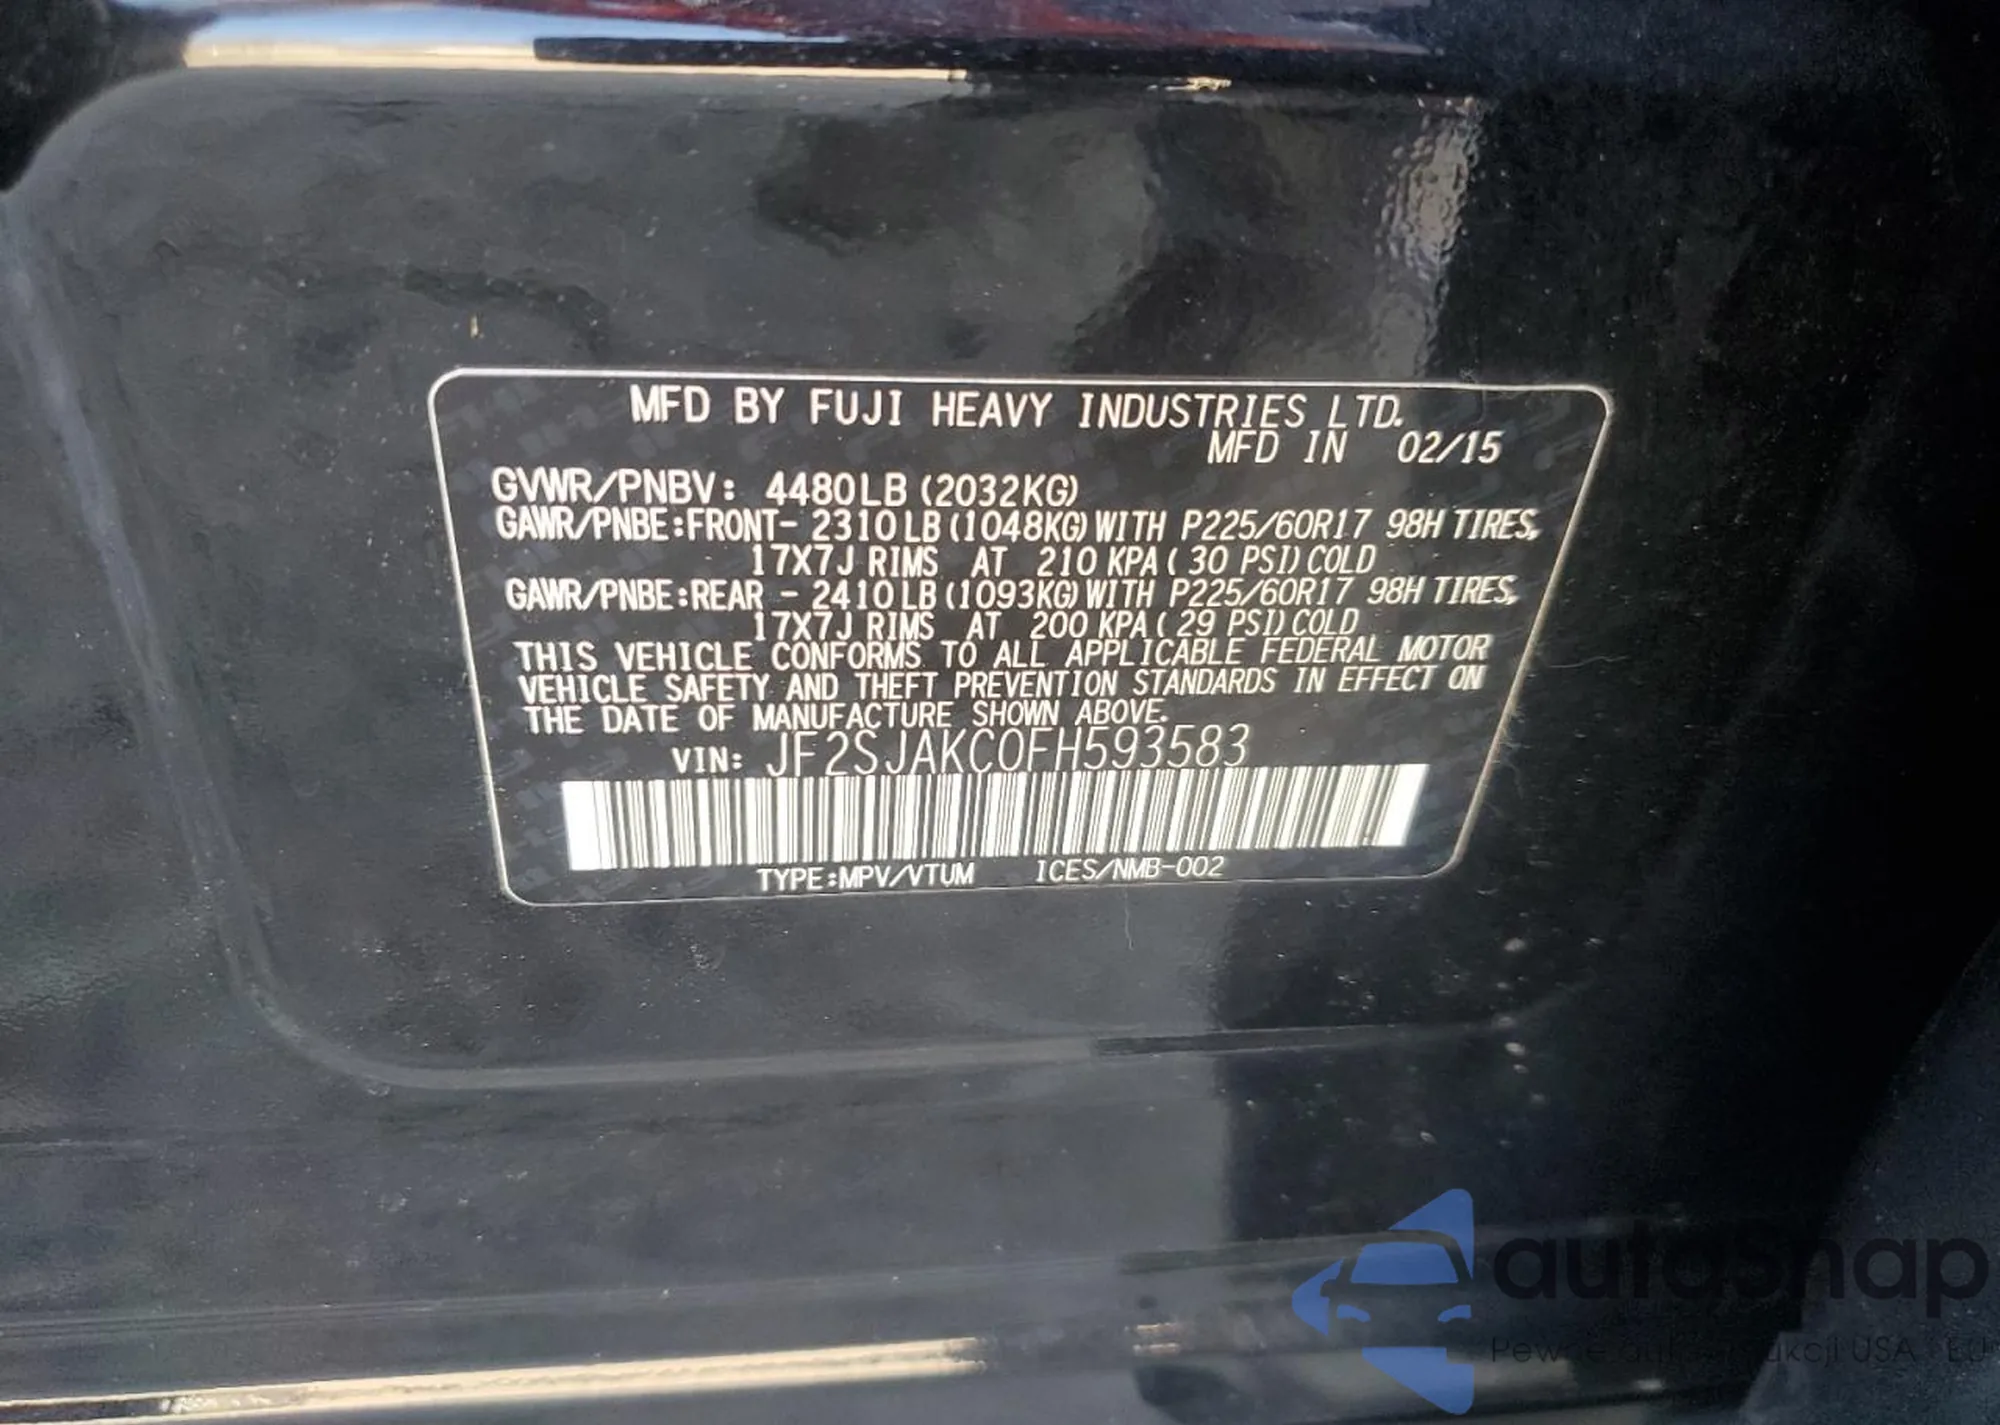 MFD BY FUJI HEAVY INDUSTRIES LTD.
MFD IN 02/15
GVWR/PNBV: 4480LB (2032KG)
GAWR/PNBE:FRONT- 2310LB (1048KG) WITH P225/60R17 98H TIRES,
17X7J RIMS AT 210 KPA ( 30 PSI) COLD
GAWR/PNBE:REAR - 2410LB (1093KG) WITH P225/60R17 98H TIRES,
17X7J RIMS AT 200 KPA ( 29 PSI) COLD
THIS VEHICLE CONFORMS TO ALL APPLICABLE FEDERAL MOTOR
VEHICLE SAFETY AND THEFT PREVENTION STANDARDS IN EFFECT ON
THE DATE OF MANUFACTURE SHOWN ABOVE.
VIN: JF2SJAKC0FH593583
TYPE:MPV/VTUM ICES/NMB-002
autosnap
USA EU